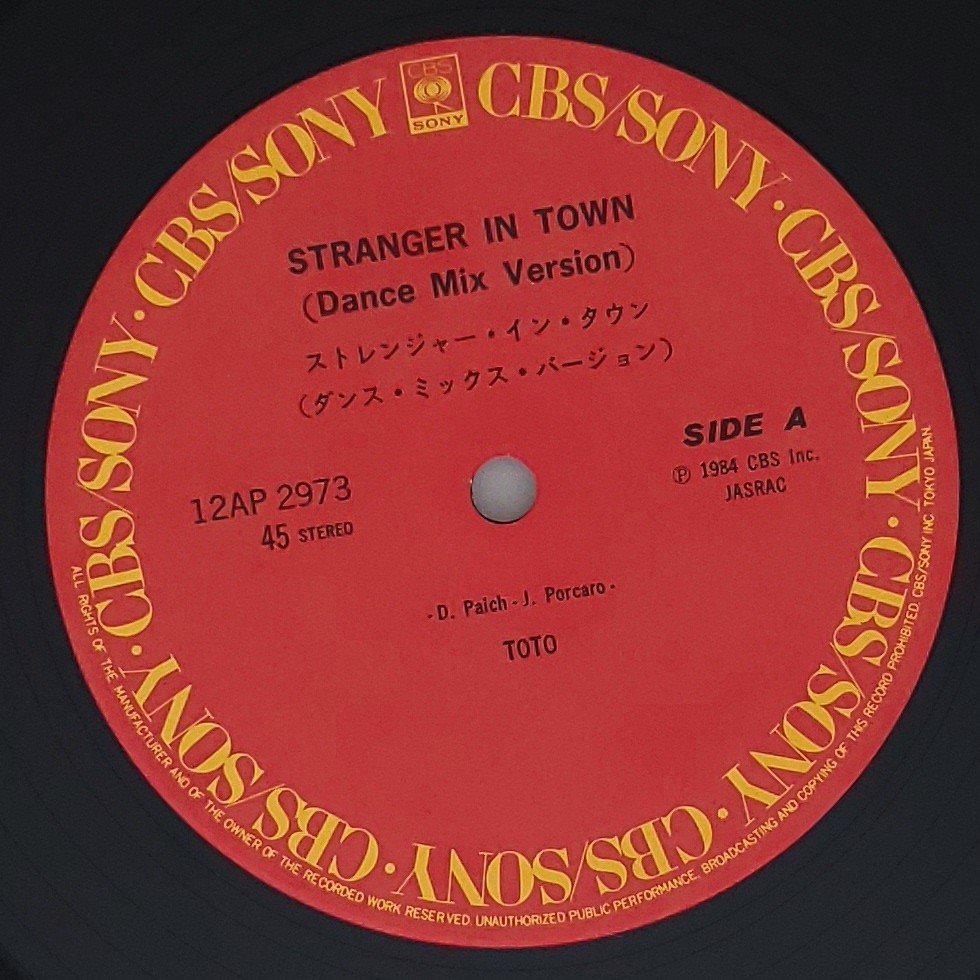 CBS
SONY
CBS/SONY · CBS/SONY · CBS/SONY · CBS/SONY · CBS/SONY · CBS/SONY · CBS/SONY · CBS/SONY
STRANGER IN TOWN
(Dance Mix Version)
ストレンジャー・イン・タウン
(ダンス・ミックス・バージョン)
SIDE A
Ⓟ 1984 CBS Inc.
JASRAC
12AP 2973
45 STEREO
-D. Paich-J. Porcaro-
TOTO
ALL RIGHTS OF THE MANUFACTURER AND OF THE OWNER OF THE RECORDED WORK RESERVED. UNAUTHORIZED PUBLIC PERFORMANCE, BROADCASTING AND COPYING OF THIS RECORD PROHIBITED. CBS/SONY INC. TOKYO JAPAN.